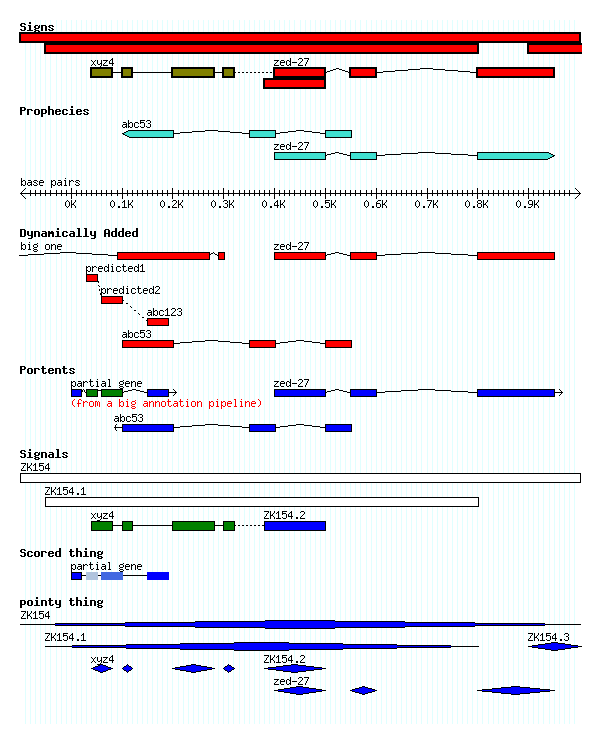 Signs
xyz4 zed-27
Prophecies
abc53
zed-27
base pairs
0K 0.1K 0.2K 0.3K 0.4K 0.5K 0.6K 0.7K 0.8K 0.9K
Dynamically Added
big one zed-27
predicted1
predicted2
abc123
abc53
Portents
partial gene zed-27
(from a big annotation pipeline)
abc53
Signals
ZK154
ZK154.1
xyz4 ZK154.2
Scored thing
partial gene
pointy thing
ZK154
ZK154.1 ZK154.3
xyz4 ZK154.2
zed-27